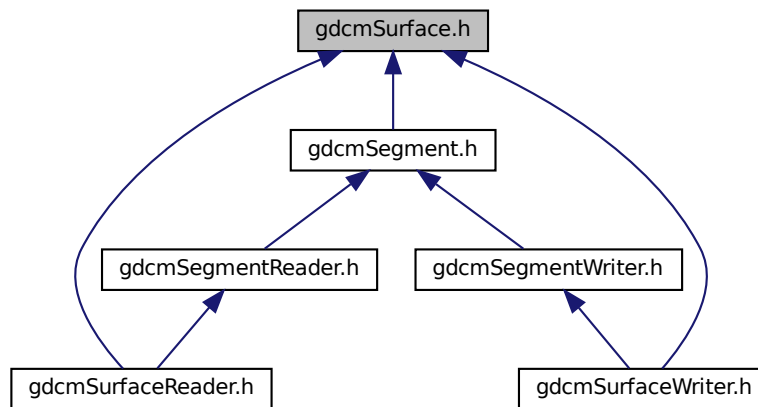 gdcmSurface.h
gdcmSegment.h
gdcmSegmentReader.h
gdcmSegmentWriter.h
gdcmSurfaceReader.h
gdcmSurfaceWriter.h